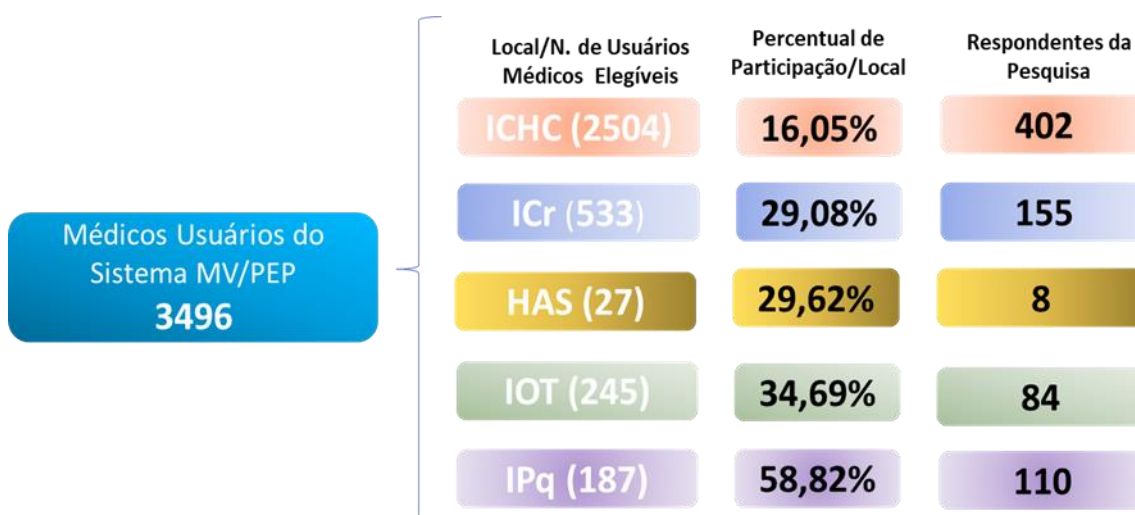 Local/N. de Usuários
Médicos Elegíveis
Percentual de
Participação/Local
Respondentes da
Pesquisa
ICHC (2504)
16,05%
402
ICr (533)
29,08%
155
Médicos Usuários do
Sistema MV/PEP
3496
HAS (27)
29,62%
8
IOT (245)
34,69%
84
IPq (187)
58,82%
110